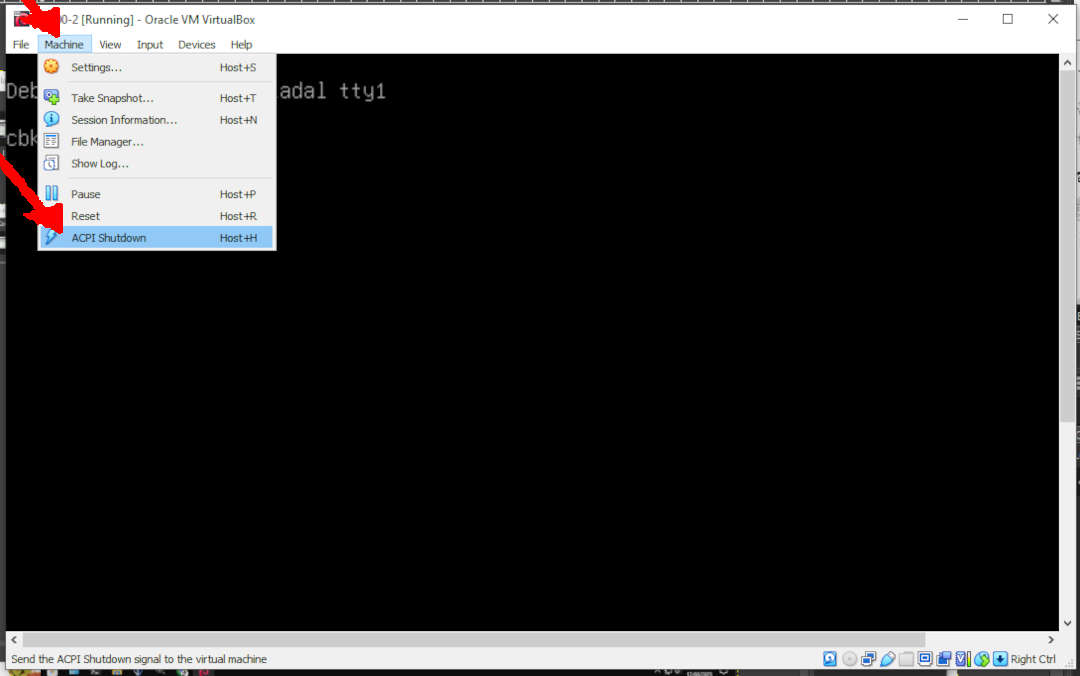 0-2 [Running] - Oracle VM VirtualBox
File Machine View Input Devices Help
Settings... Host+S
Take Snapshot... Host+T
Session Information... Host+N
File Manager...
Show Log...
Pause Host+P
Reset Host+R
ACPI Shutdown Host+H
Deb adal tty1
cbk
Send the ACPI Shutdown signal to the virtual machine Right Ctrl